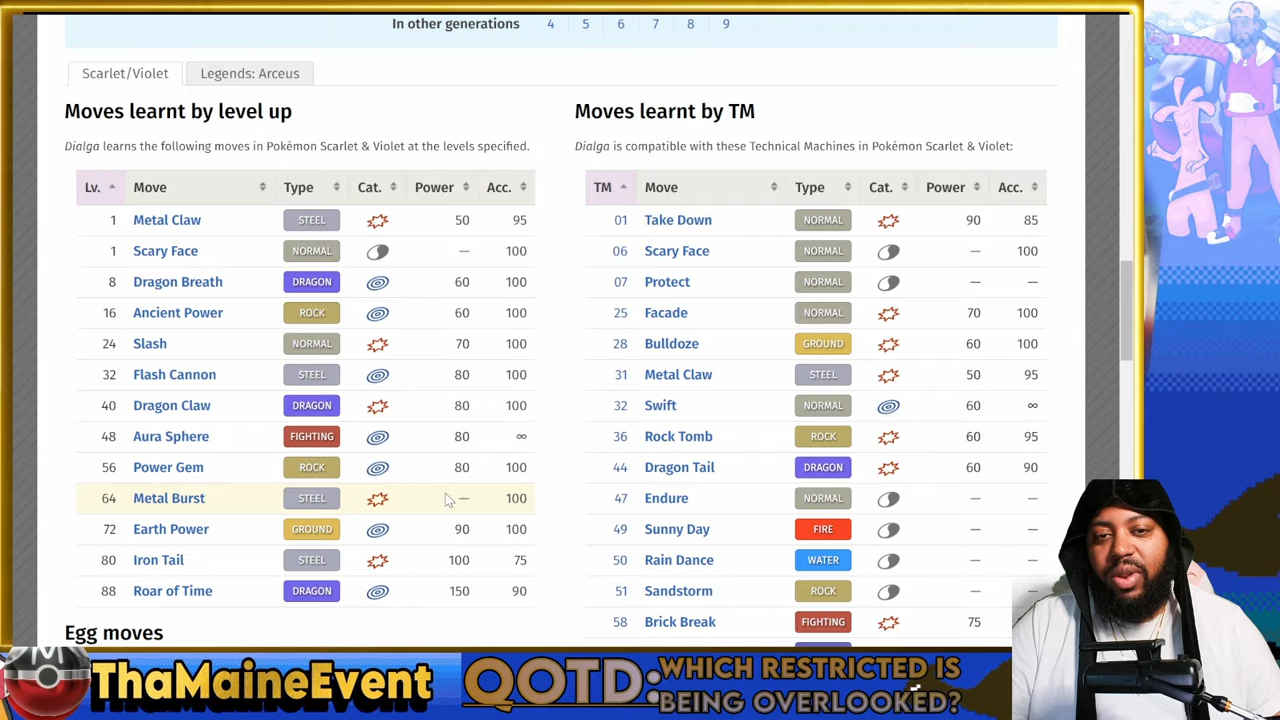 In other generations 4 5 6 7 8 9
Scarlet/Violet Legends: Arceus
Moves learnt by level up
Dialga learns the following moves in Pokémon Scarlet & Violet at the levels specified.
Lv. Move Type Cat. Power Acc.
1 Metal Claw STEEL 50 95
1 Scary Face NORMAL — 100
8 Dragon Breath DRAGON 60 100
16 Ancient Power ROCK 60 100
24 Slash NORMAL 70 100
32 Flash Cannon STEEL 80 100
40 Dragon Claw DRAGON 80 100
48 Aura Sphere FIGHTING 80 ∞
56 Power Gem ROCK 80 100
64 Metal Burst STEEL — 100
72 Earth Power GROUND 90 100
80 Iron Tail STEEL 100 75
88 Roar of Time DRAGON 150 90
Egg moves
Moves learnt by TM
Dialga is compatible with these Technical Machines in Pokémon Scarlet & Violet:
TM Move Type Cat. Power Acc.
01 Take Down NORMAL 90 85
06 Scary Face NORMAL — 100
07 Protect NORMAL — —
25 Facade NORMAL 70 100
28 Bulldoze GROUND 60 100
31 Metal Claw STEEL 50 95
32 Swift NORMAL 60 ∞
36 Rock Tomb ROCK 60 95
44 Dragon Tail DRAGON 60 90
47 Endure NORMAL — —
49 Sunny Day FIRE — —
50 Rain Dance WATER — —
51 Sandstorm ROCK — —
58 Brick Break FIGHTING 75
M
ThaMaineEvent
QOTD: WHICH RESTRICTED IS
BEING OVERLOOKED?